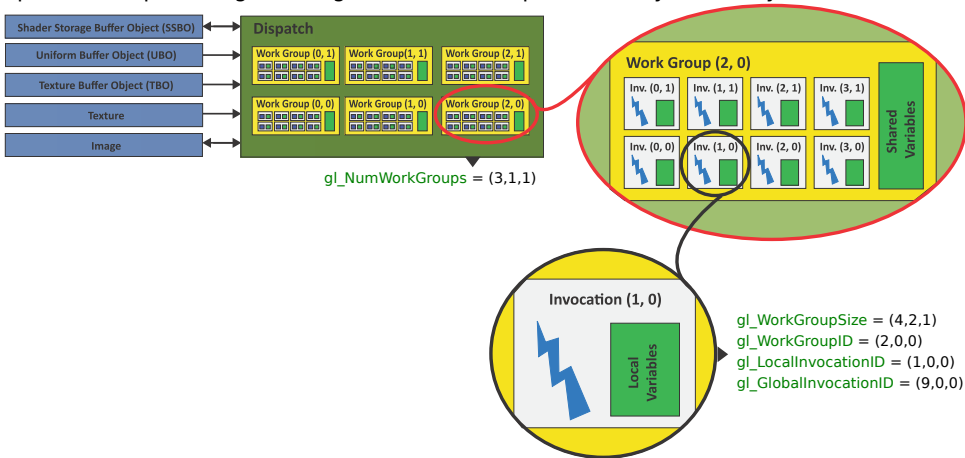 Shader Storage Buffer Object (SSBO)
Uniform Buffer Object (UBO)
Texture Buffer Object (TBO)
Texture
Image
Dispatch
Work Group (0, 1)
Work Group(1, 1)
Work Group (2, 1)
Work Group (0, 0)
Work Group (1, 0)
Work Group (2, 0)
gl_NumWorkGroups = (3,1,1)
Work Group (2, 0)
Inv. (0, 1)
Inv. (1, 1)
Inv. (2, 1)
Inv. (3, 1)
Inv. (0, 0)
Inv. (1, 0)
Inv. (2, 0)
Inv. (3, 0)
Shared
Variables
Invocation (1, 0)
Local
Variables
gl_WorkGroupSize = (4,2,1)
gl_WorkGroupID = (2,0,0)
gl_LocalInvocationID = (1,0,0)
gl_GlobalInvocationID = (9,0,0)